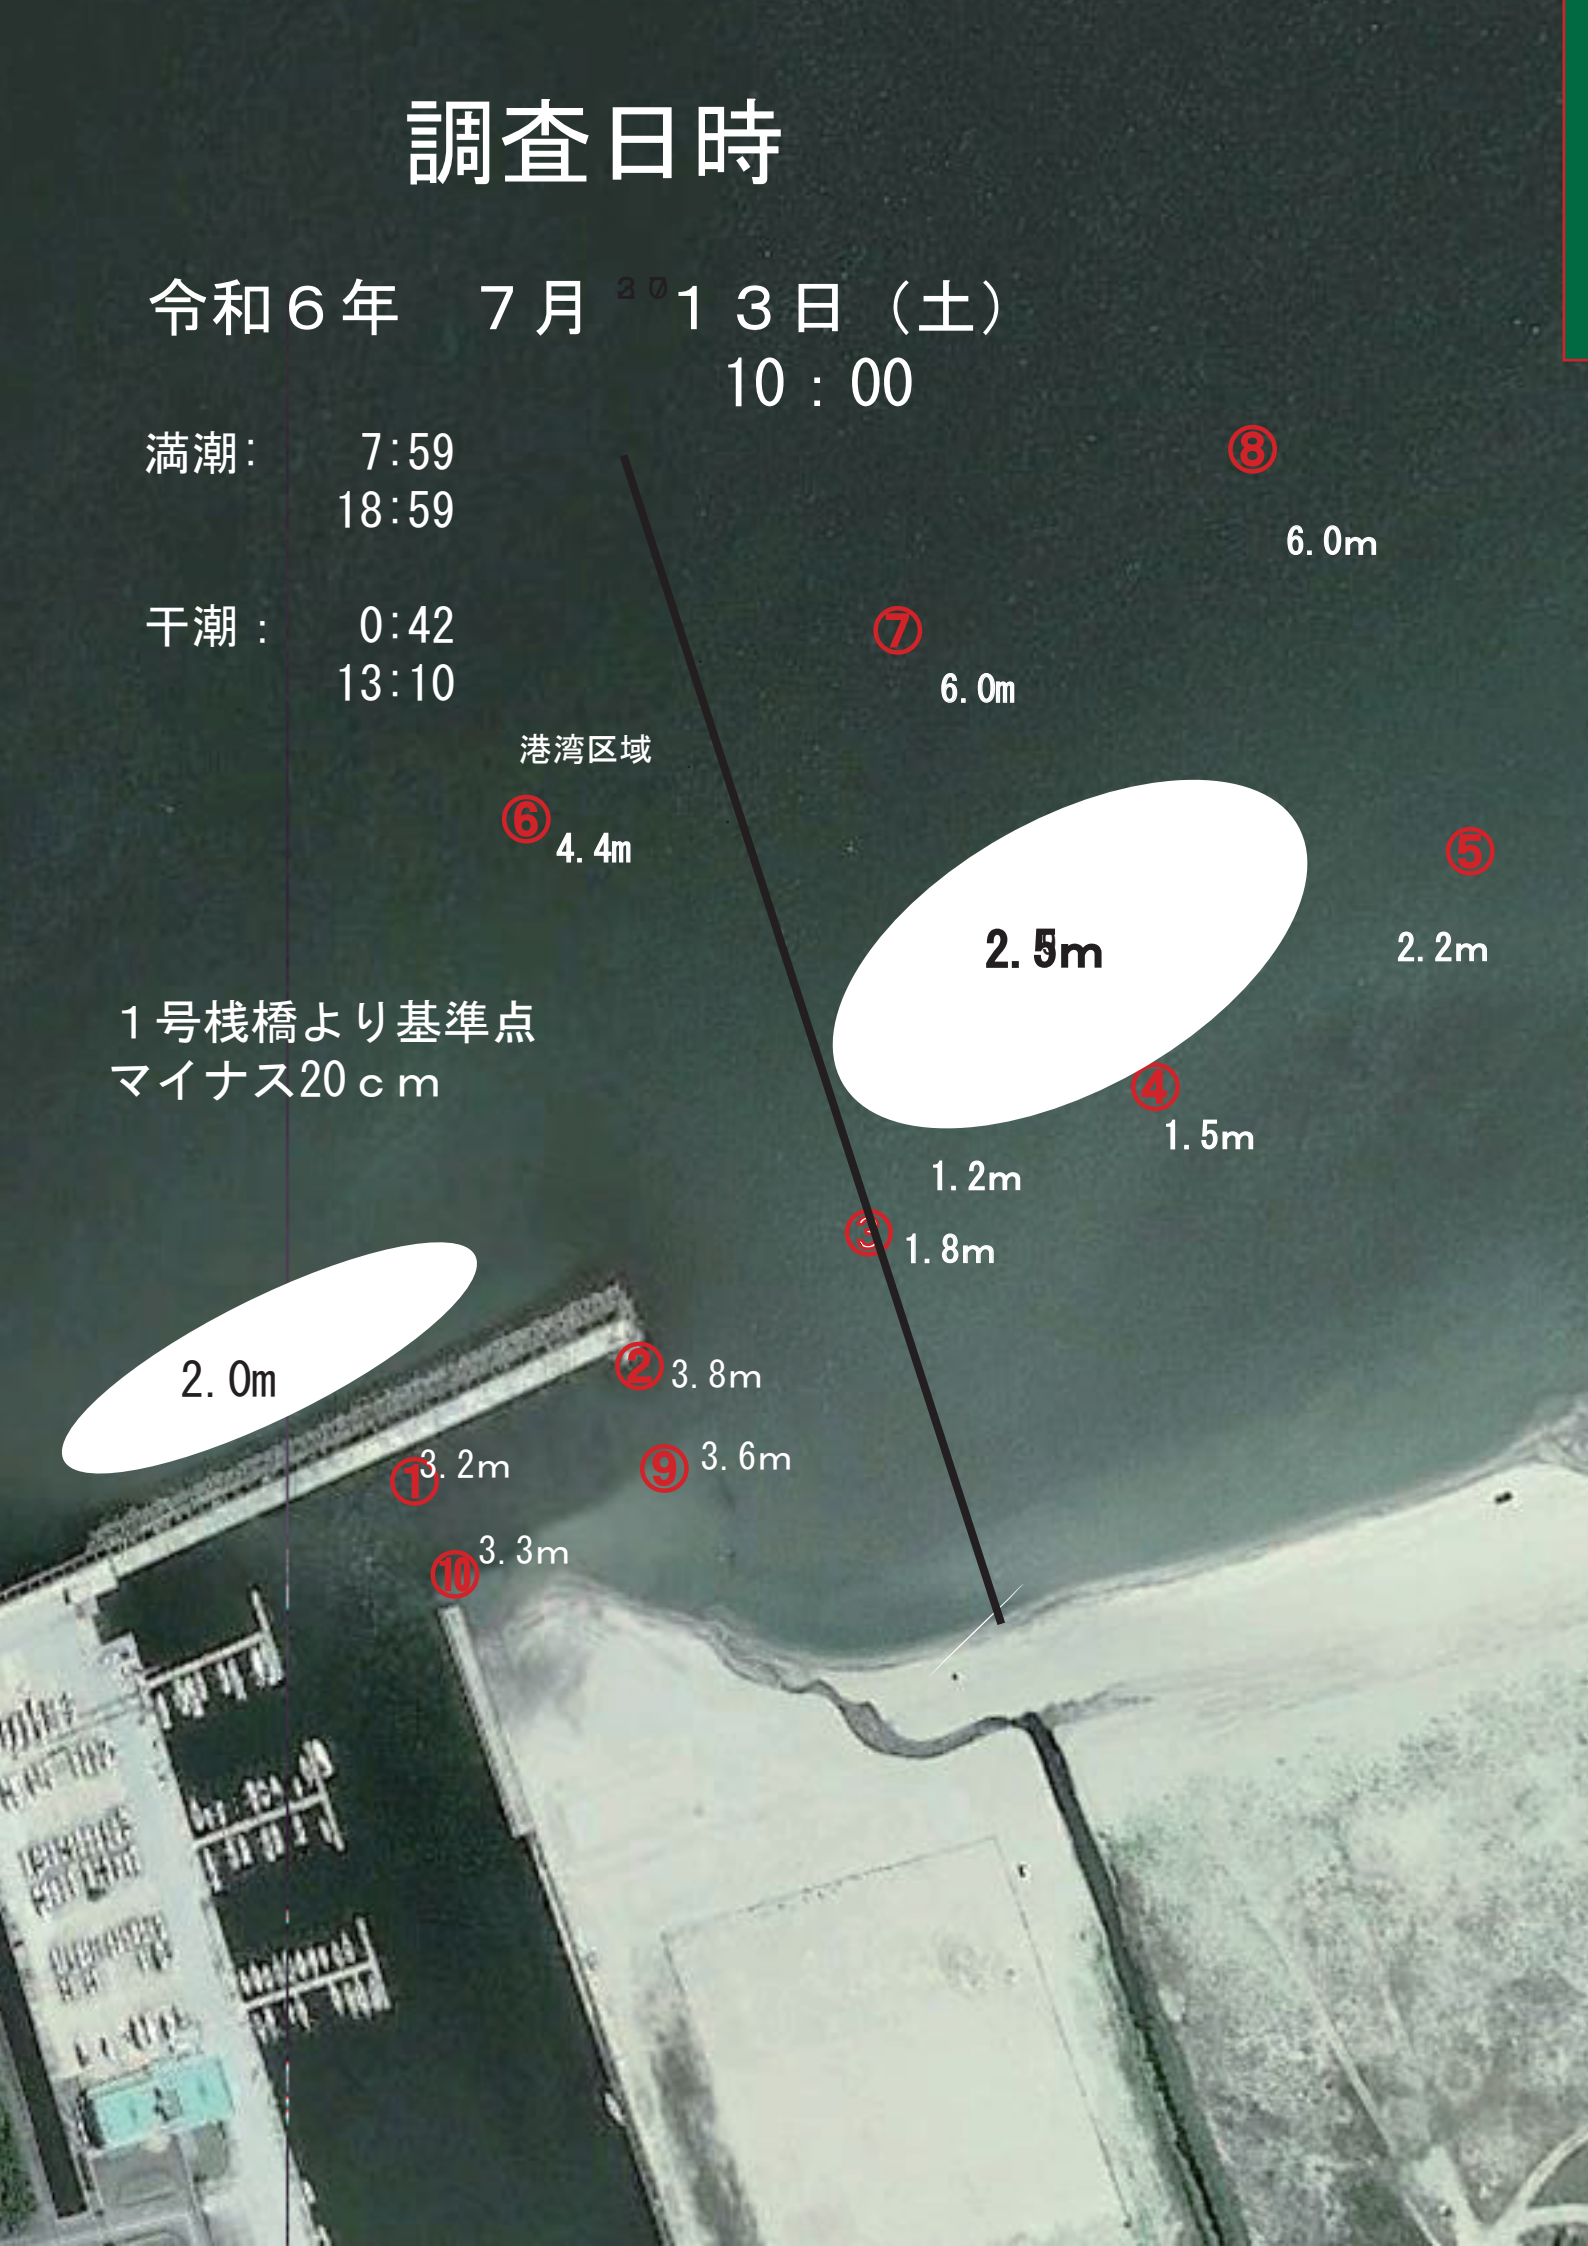 調査日時
令和６年　７月　１３日（土）
10：00
満潮:　7:59
18:59
干潮：　0:42
13:10
⑧
6.0m
⑦
6.0m
港湾区域
⑥
4.4m
⑤
2.2m
１号桟橋より基準点
マイナス20ｃｍ
④
1.5m
1.2m
③
1.8m
2.0m
②
3.8m
①
3.2m
⑨
3.6m
⑩
3.3m